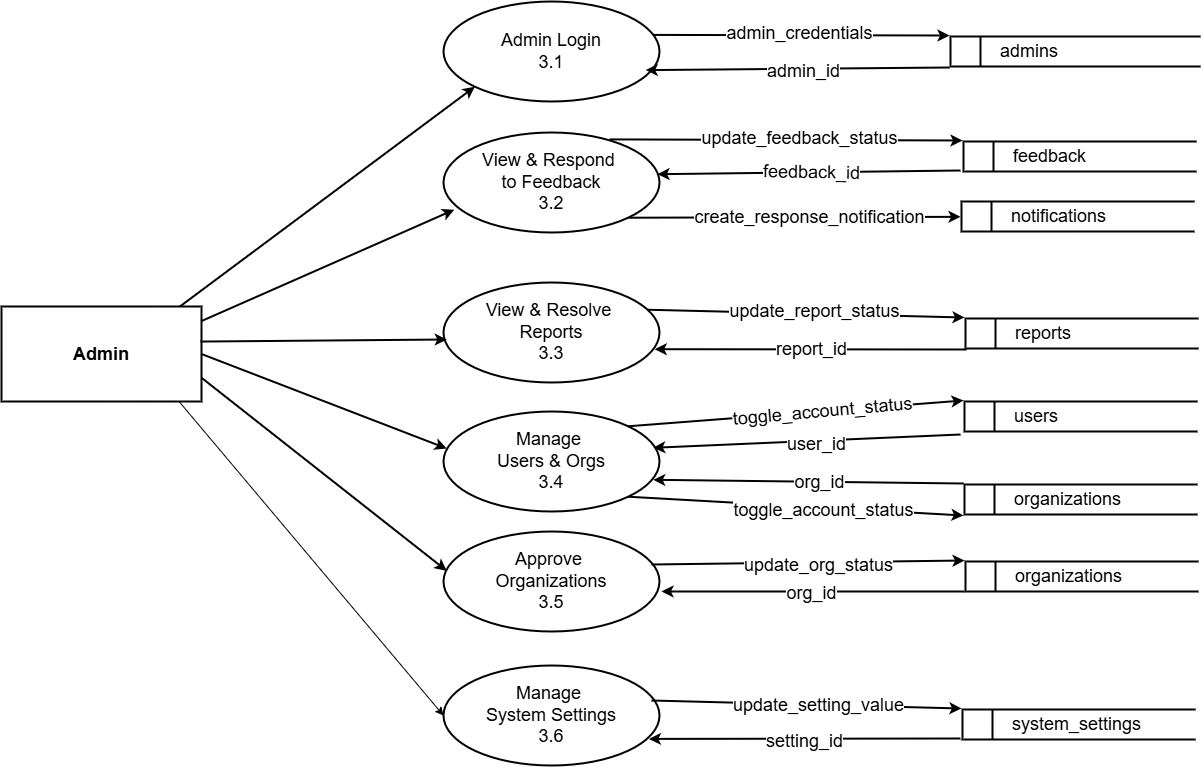 Admin
Admin Login
3.1
admin_credentials
admin_id
admins
View & Respond
to Feedback
3.2
update_feedback_status
feedback_id
feedback
create_response_notification
notifications
View & Resolve
Reports
3.3
update_report_status
report_id
reports
Manage
Users & Orgs
3.4
toggle_account_status
user_id
users
org_id
toggle_account_status
organizations
Approve
Organizations
3.5
update_org_status
org_id
organizations
Manage
System Settings
3.6
update_setting_value
setting_id
system_settings